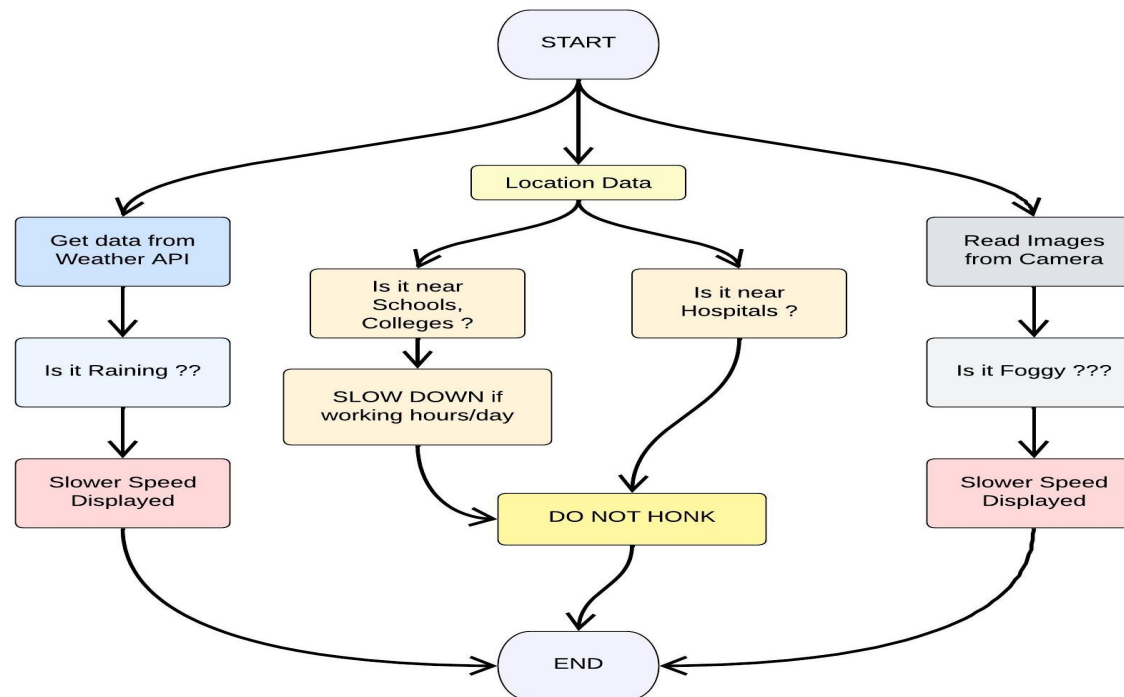 START
Location Data
Get data from
Weather API
Read Images
from Camera
Is it near
Schools,
Colleges ?
Is it near
Hospitals ?
Is it Raining ??
Is it Foggy ???
SLOW DOWN if
working hours/day
Slower Speed
Displayed
DO NOT HONK
Slower Speed
Displayed
END